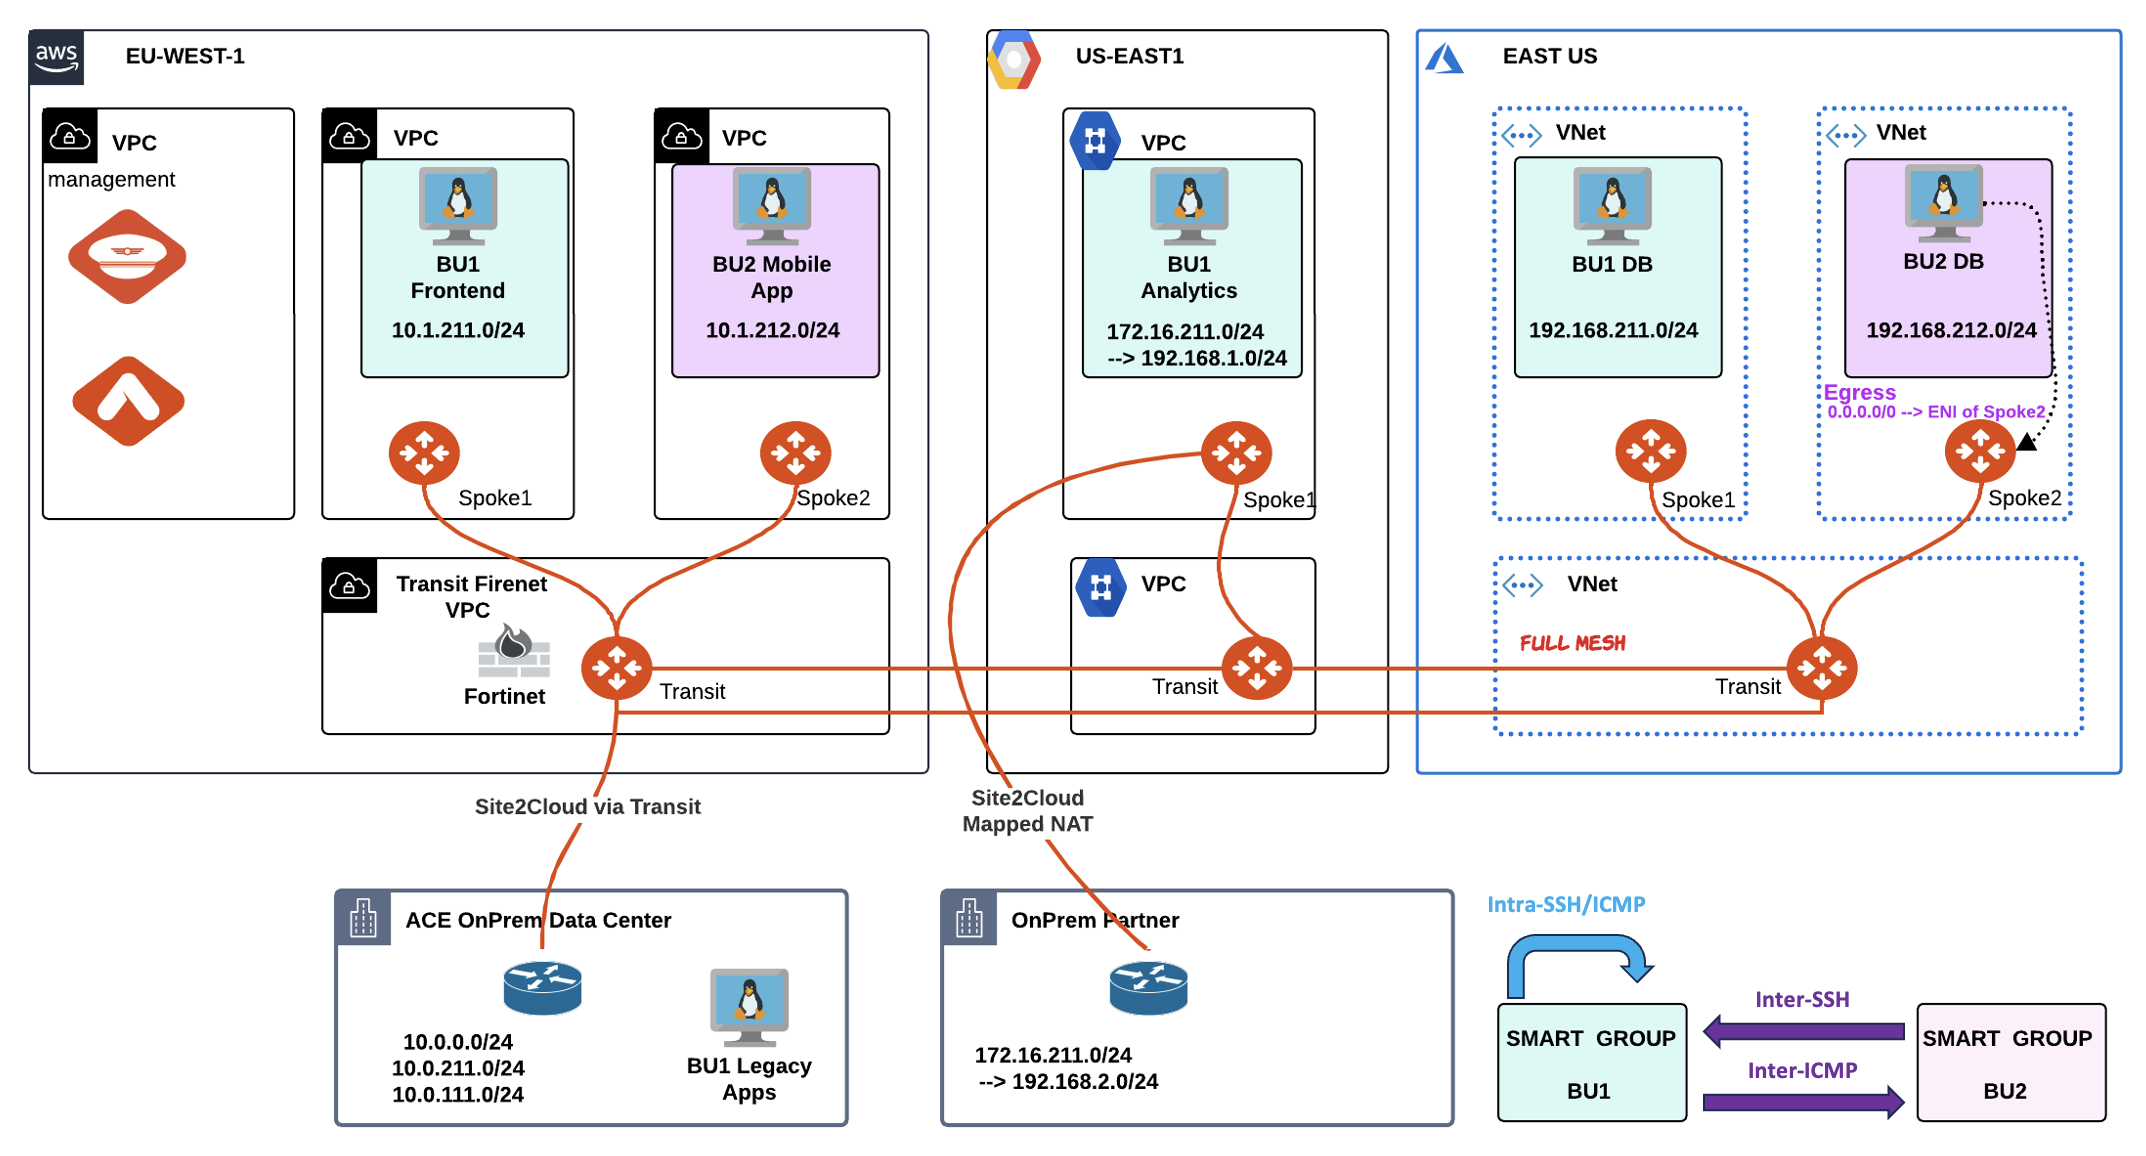 aws
EU-WEST-1
VPC
management
VPC
BU1
Frontend
10.1.211.0/24
Spoke1
VPC
BU2 Mobile
App
10.1.212.0/24
Spoke2
Transit Firenet
VPC
Fortinet
Transit
US-EAST1
VPC
BU1
Analytics
172.16.211.0/24
--> 192.168.1.0/24
Spoke1
VPC
Transit
EAST US
VNet
BU1 DB
192.168.211.0/24
Spoke1
VNet
BU2 DB
192.168.212.0/24
Egress
0.0.0.0/0 --> ENI of Spoke2
Spoke2
VNet
FULL MESH
Transit
Site2Cloud via Transit
Site2Cloud
Mapped NAT
ACE OnPrem Data Center
10.0.0.0/24
10.0.211.0/24
10.0.111.0/24
BU1 Legacy
Apps
OnPrem Partner
172.16.211.0/24
--> 192.168.2.0/24
Intra-SSH/ICMP
SMART GROUP
BU1
Inter-SSH
Inter-ICMP
SMART GROUP
BU2